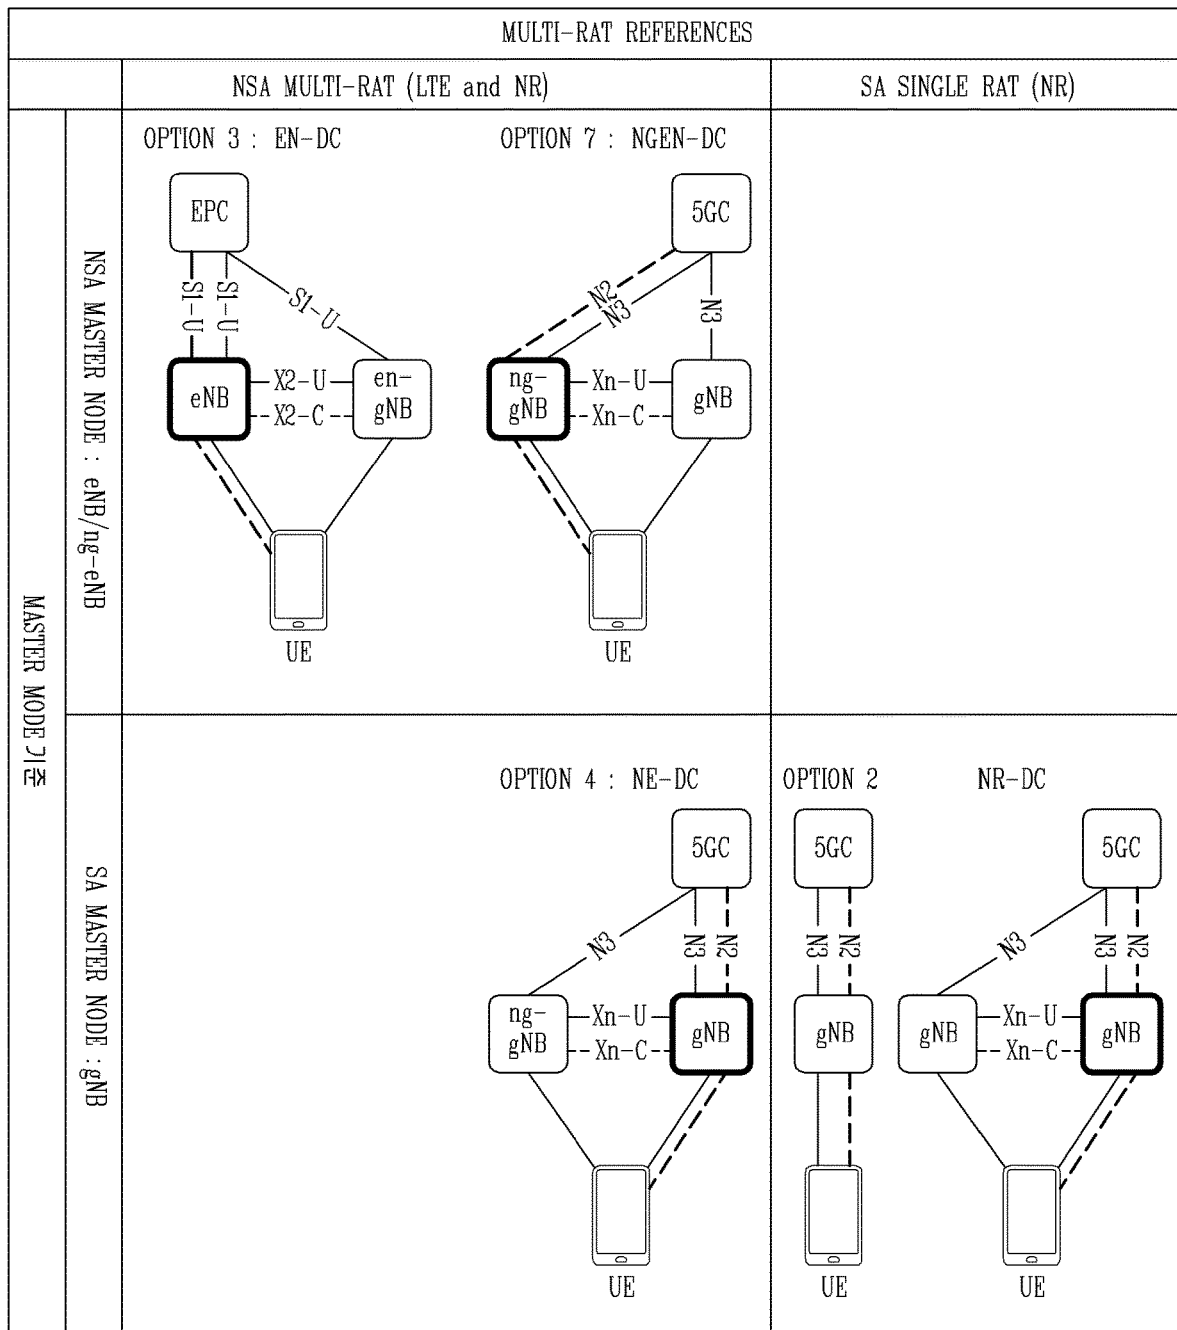 MULTI-RAT REFERENCES
NSA MULTI-RAT (LTE and NR)
SA SINGLE RAT (NR)
MASTER MODE 기준
NSA MASTER NODE : eNB/ng-eNB
OPTION 3 : EN-DC
EPC
S1-U
S1-U
S1-U
eNB
X2-U
X2-C
en-
gNB
UE
OPTION 7 : NGEN-DC
5GC
N2
N3
N3
ng-
gNB
Xn-U
Xn-C
gNB
UE
SA MASTER NODE :gNB
OPTION 4 : NE-DC
5GC
N3
N3
N2
ng-
gNB
Xn-U
Xn-C
gNB
UE
OPTION 2
5GC
N3
N2
gNB
UE
NR-DC
5GC
N3
N3
N2
gNB
Xn-U
Xn-C
gNB
UE